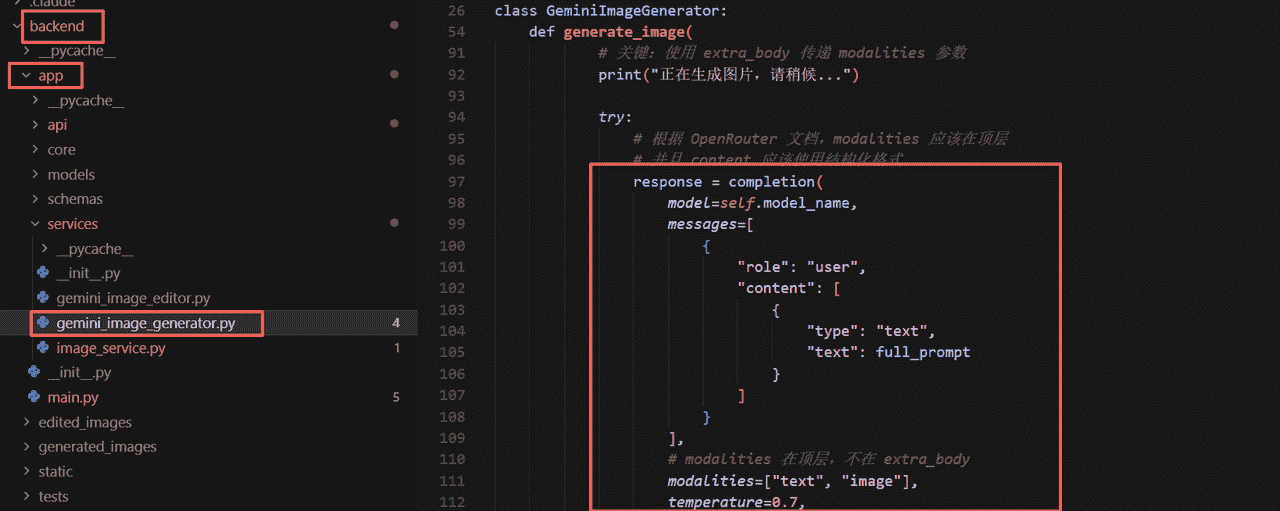 .claude
backend
__pycache__
app
__pycache__
api
core
models
schemas
services
__pycache__
__init__.py
gemini_image_editor.py
gemini_image_generator.py 4
image_service.py 1
__init__.py
main.py 5
edited_images
generated_images
static
tests
26 class GeminiImageGenerator:
54 def generate_image(
91 # 关键：使用 extra_body 传递 modalities 参数
92 print("正在生成图片，请稍候...")
93
94 try:
95 # 根据 OpenRouter 文档，modalities 应该在顶层
96 # 并且 content 应该使用结构化格式
97 response = completion(
98 model=self.model_name,
99 messages=[
100 {
101 "role": "user",
102 "content": [
103 {
104 "type": "text",
105 "text": full_prompt
106 }
107 ]
108 }
109 ],
110 # modalities 在顶层，不在 extra_body
111 modalities=["text", "image"],
112 temperature=0.7,